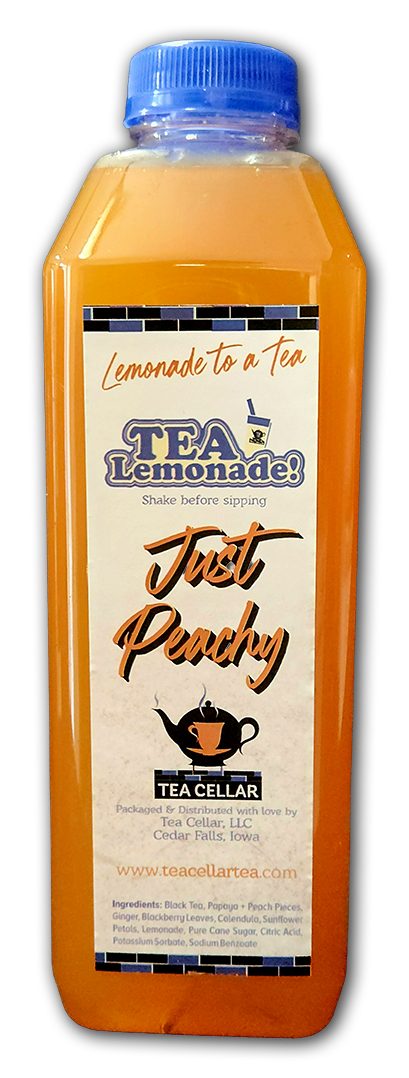 Lemonade to a Tea
TEA
Lemonade!
Shake before sipping
Just
Peachy
TEA CELLAR
Packaged & Distributed with love by
Tea Cellar, LLC
Cedar Falls, Iowa
www.teacellartea.com
Ingredients: Black Tea, Papaya + Peach Pieces,
Ginger, Blackberry Leaves, Calendula, Sunflower
Petals, Lemonade, Pure Cane Sugar, Citric Acid,
Potassium Sorbate, Sodium Benzoate